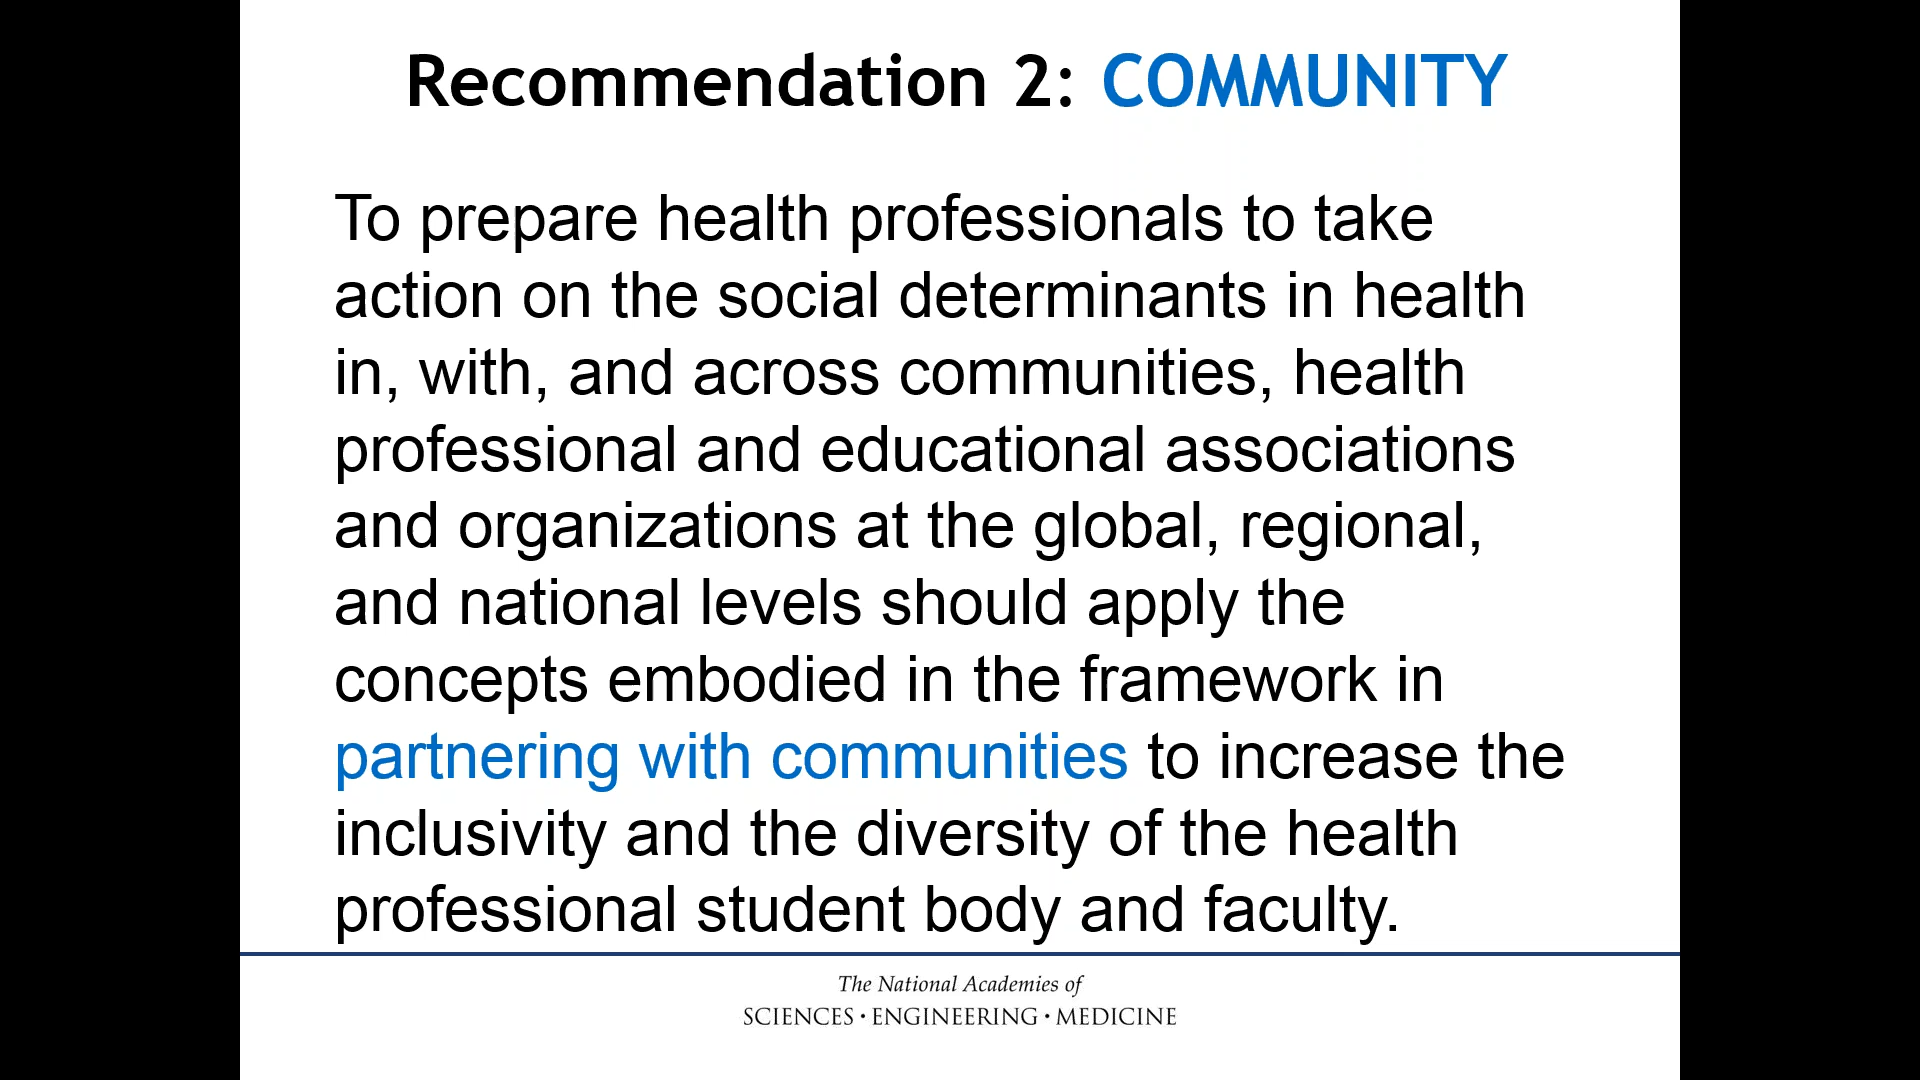 Recommendation 2: COMMUNITY
To prepare health professionals to take
action on the social determinants in health
in, with, and across communities, health
professional and educational associations
and organizations at the global, regional,
and national levels should apply the
concepts embodied in the framework in
partnering with communities to increase the
inclusivity and the diversity of the health
professional student body and faculty.
The National Academies of
SCIENCES · ENGINEERING · MEDICINE